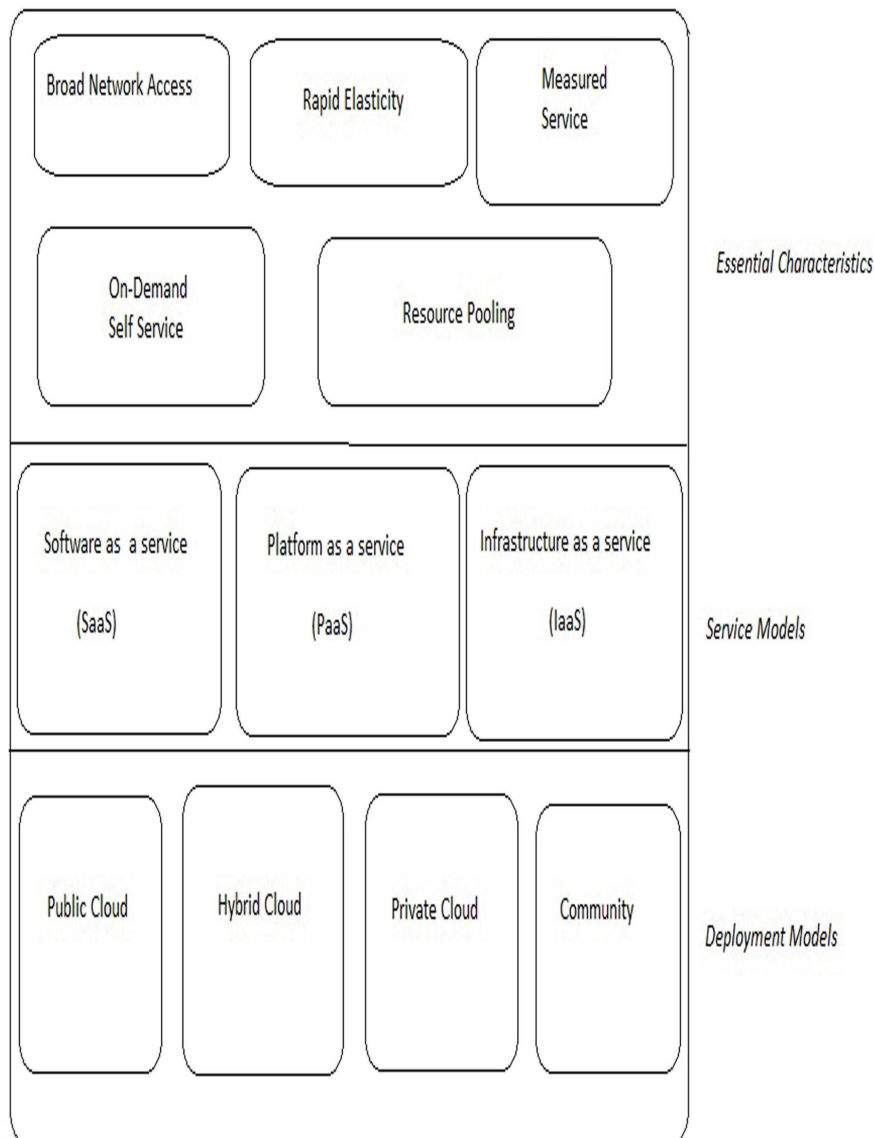 Broad Network Access
Rapid Elasticity
Measured
Service
On-Demand
Self Service
Resource Pooling
Essential Characteristics
Software as a service
(SaaS)
Platform as a service
(PaaS)
Infrastructure as a service
(IaaS)
Service Models
Public Cloud
Hybrid Cloud
Private Cloud
Community
Deployment Models